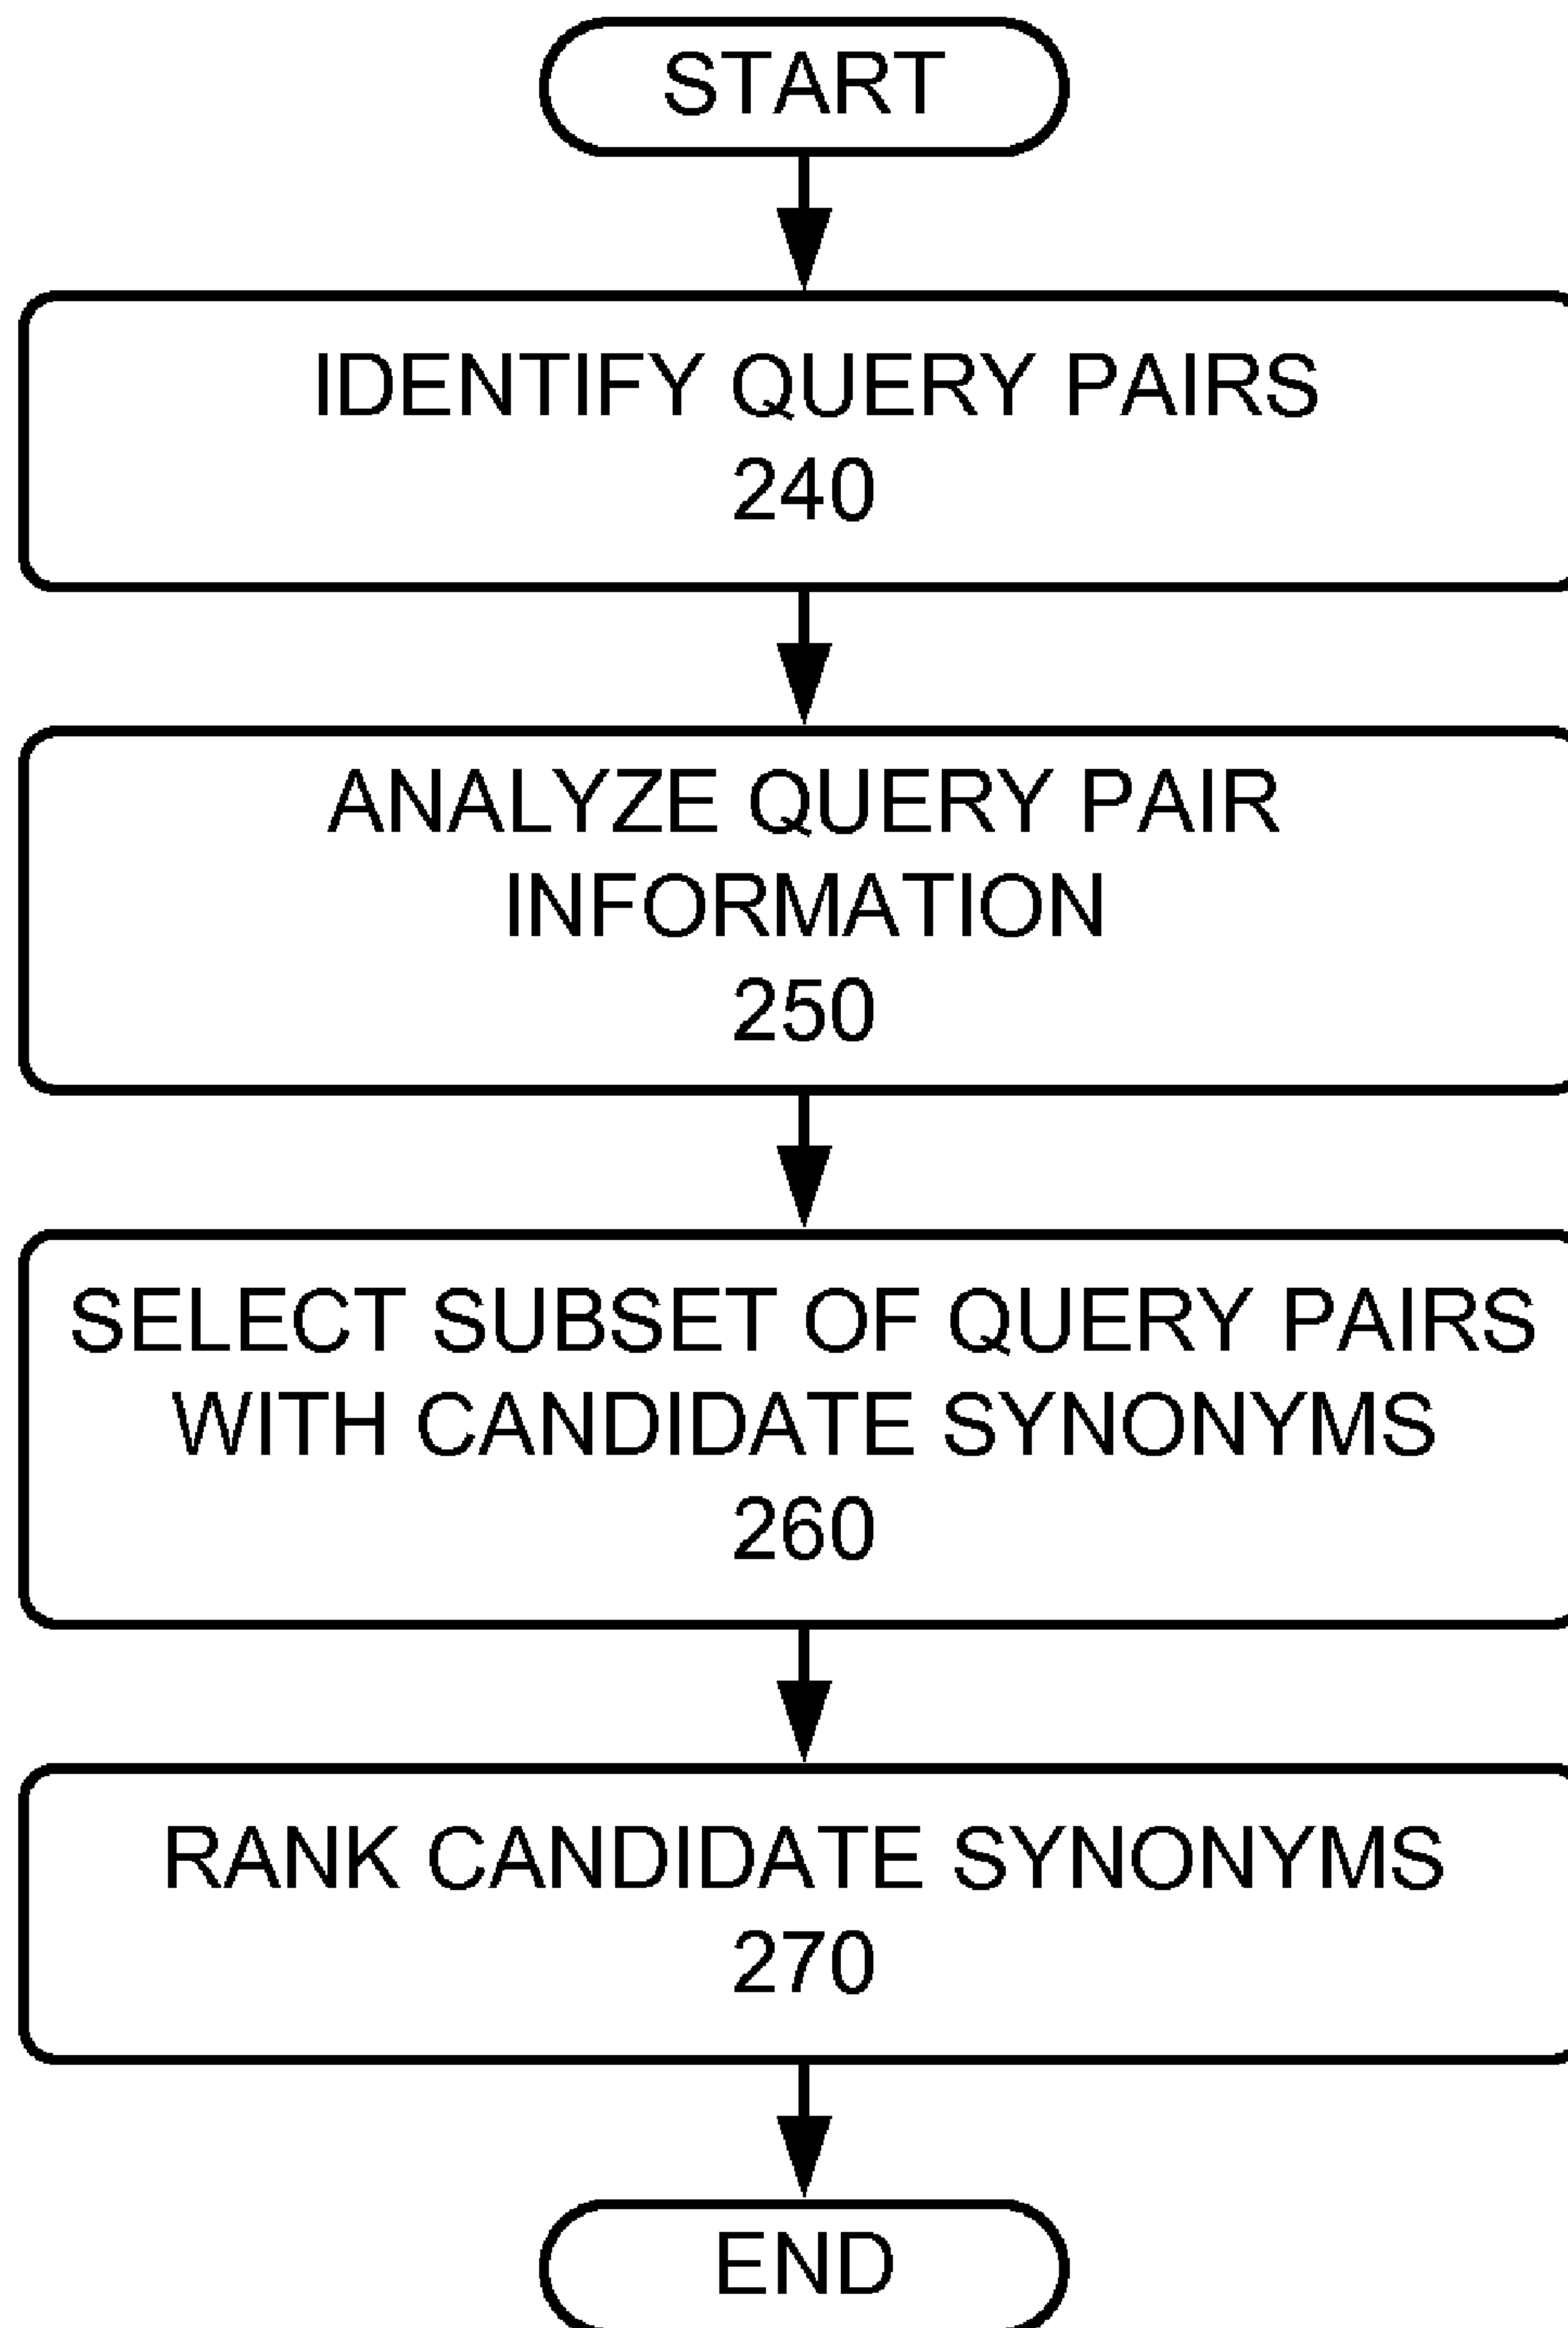 START
IDENTIFY QUERY PAIRS
240
ANALYZE QUERY PAIR
INFORMATION
250
SELECT SUBSET OF QUERY PAIRS
WITH CANDIDATE SYNONYMS
260
RANK CANDIDATE SYNONYMS
270
END